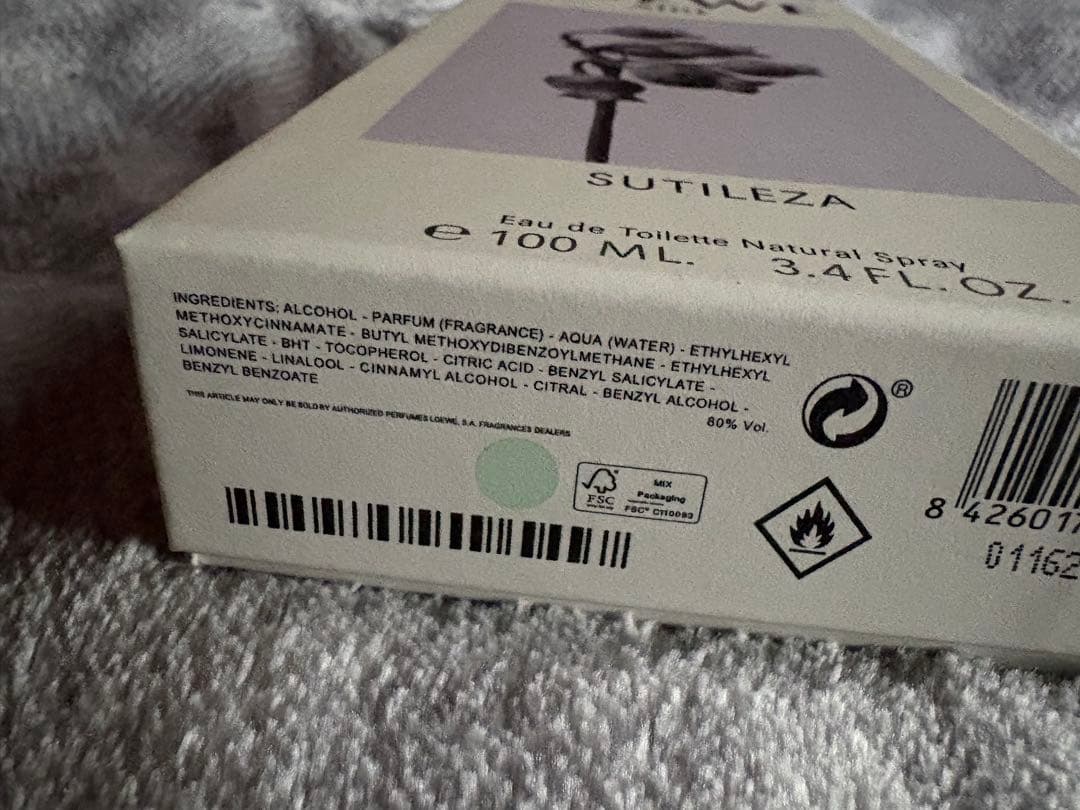 SUTILEZA
Eau de Toilette Natural Spray
e 100 ML. 3.4 FL. OZ.
INGREDIENTS: ALCOHOL - PARFUM (FRAGRANCE) - AQUA (WATER) - ETHYLHEXYL
METHOXYCINNAMATE - BUTYL METHOXYDIBENZOYLMETHANE - ETHYLHEXYL
SALICYLATE - BHT - TOCOPHEROL - CITRIC ACID - BENZYL SALICYLATE -
LIMONENE - LINALOOL - CINNAMYL ALCOHOL - CITRAL - BENZYL ALCOHOL -
BENZYL BENZOATE
80% Vol.
THIS ARTICLE MAY ONLY BE SOLD BY AUTHORIZED PERFUMES LOEWE, S.A. FRAGRANCES DEALERS
®
FSC
MIX
Packaging
FSC® C110093
8 426017
01162